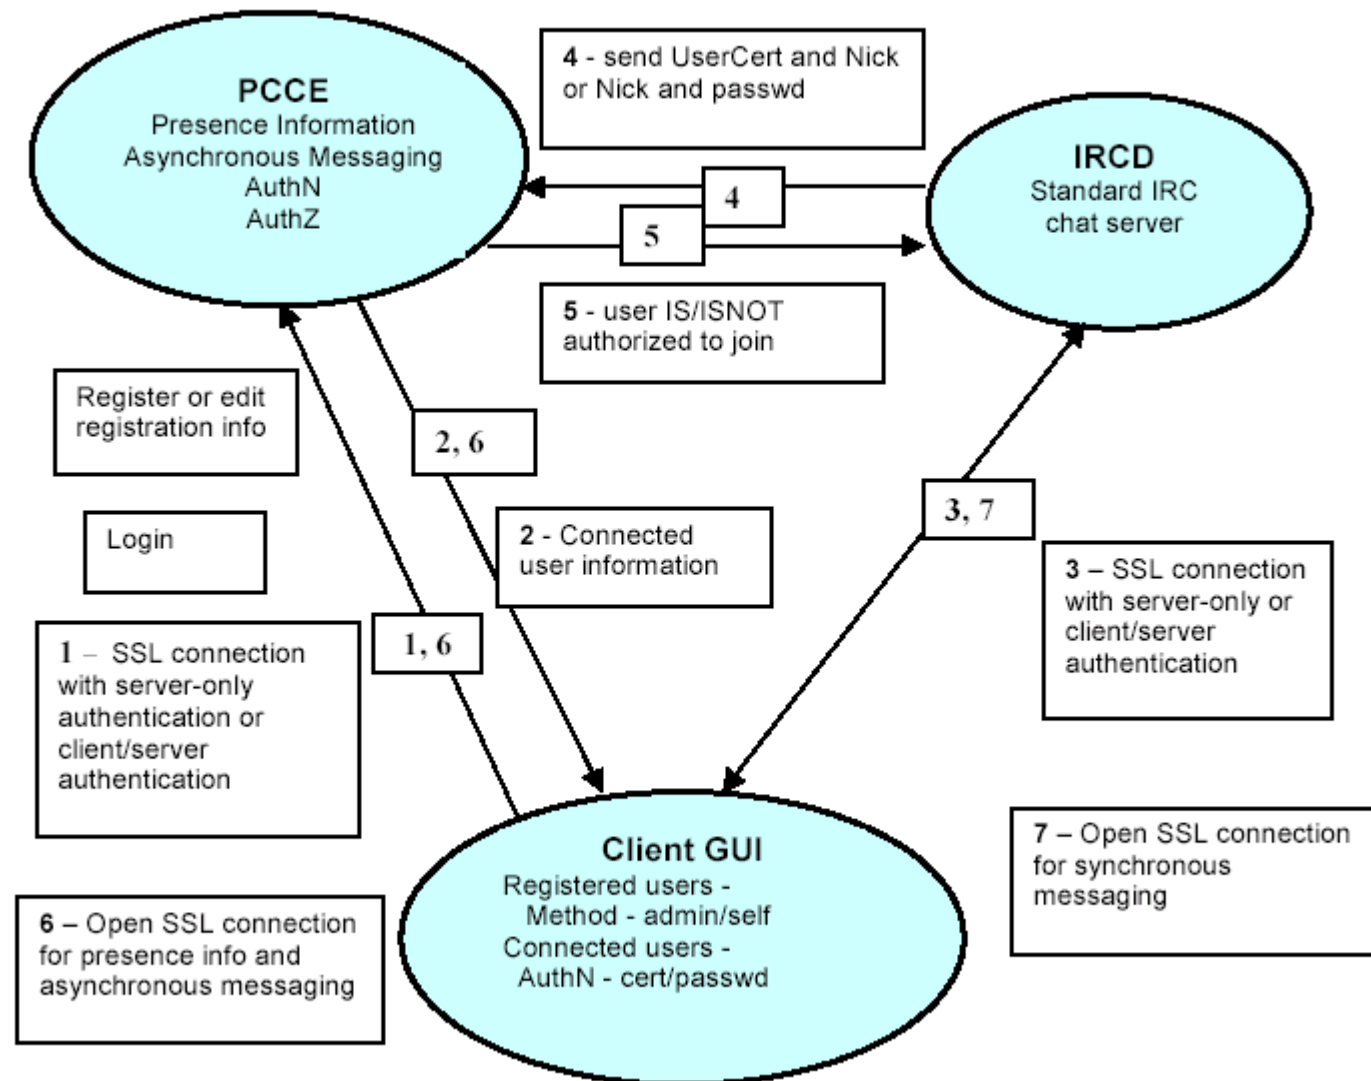 PCCE
Presence Information
Asynchronous Messaging
AuthN
AuthZ
4 - send UserCert and Nick
or Nick and passwd
IRCD
Standard IRC
chat server
4
5
5 - user IS/ISNOT
authorized to join
Register or edit
registration info
2, 6
Login
2 - Connected
user information
3, 7
3 – SSL connection
with server-only or
client/server
authentication
1, 6
1 – SSL connection
with server-only
authentication or
client/server
authentication
Client GUI
Registered users -
Method - admin/self
Connected users -
AuthN - cert/passwd
7 – Open SSL connection
for synchronous
messaging
6 – Open SSL connection
for presence info and
asynchronous messaging